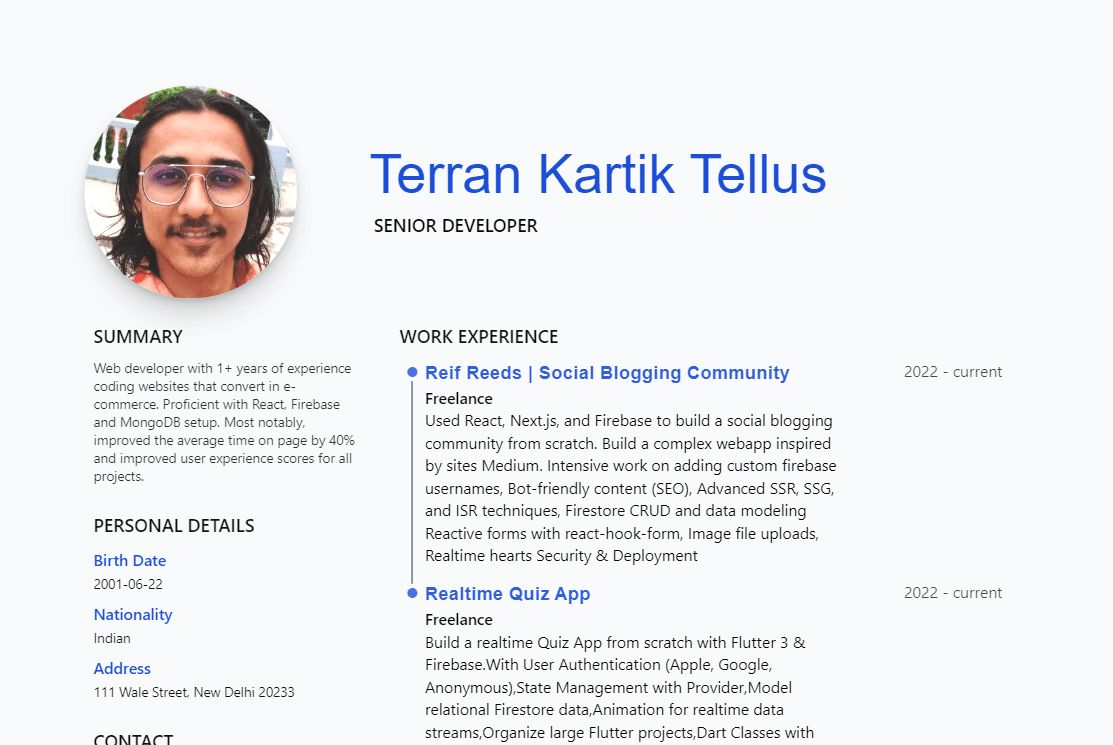 Terran Kartik Tellus
SENIOR DEVELOPER
SUMMARY
Web developer with 1+ years of experience
coding websites that convert in e-
commerce. Proficient with React, Firebase
and MongoDB setup. Most notably,
improved the average time on page by 40%
and improved user experience scores for all
projects.
PERSONAL DETAILS
Birth Date
2001-06-22
Nationality
Indian
Address
111 Wale Street, New Delhi 20233
CONTACT
WORK EXPERIENCE
Reif Reeds | Social Blogging Community
2022 - current
Freelance
Used React, Next.js, and Firebase to build a social blogging
community from scratch. Build a complex webapp inspired
by sites Medium. Intensive work on adding custom firebase
usernames, Bot-friendly content (SEO), Advanced SSR, SSG,
and ISR techniques, Firestore CRUD and data modeling
Reactive forms with react-hook-form, Image file uploads,
Realtime hearts Security & Deployment
Realtime Quiz App
2022 - current
Freelance
Build a realtime Quiz App from scratch with Flutter 3 &
Firebase.With User Authentication (Apple, Google,
Anonymous),State Management with Provider,Model
relational Firestore data,Animation for realtime data
streams,Organize large Flutter projects,Dart Classes with